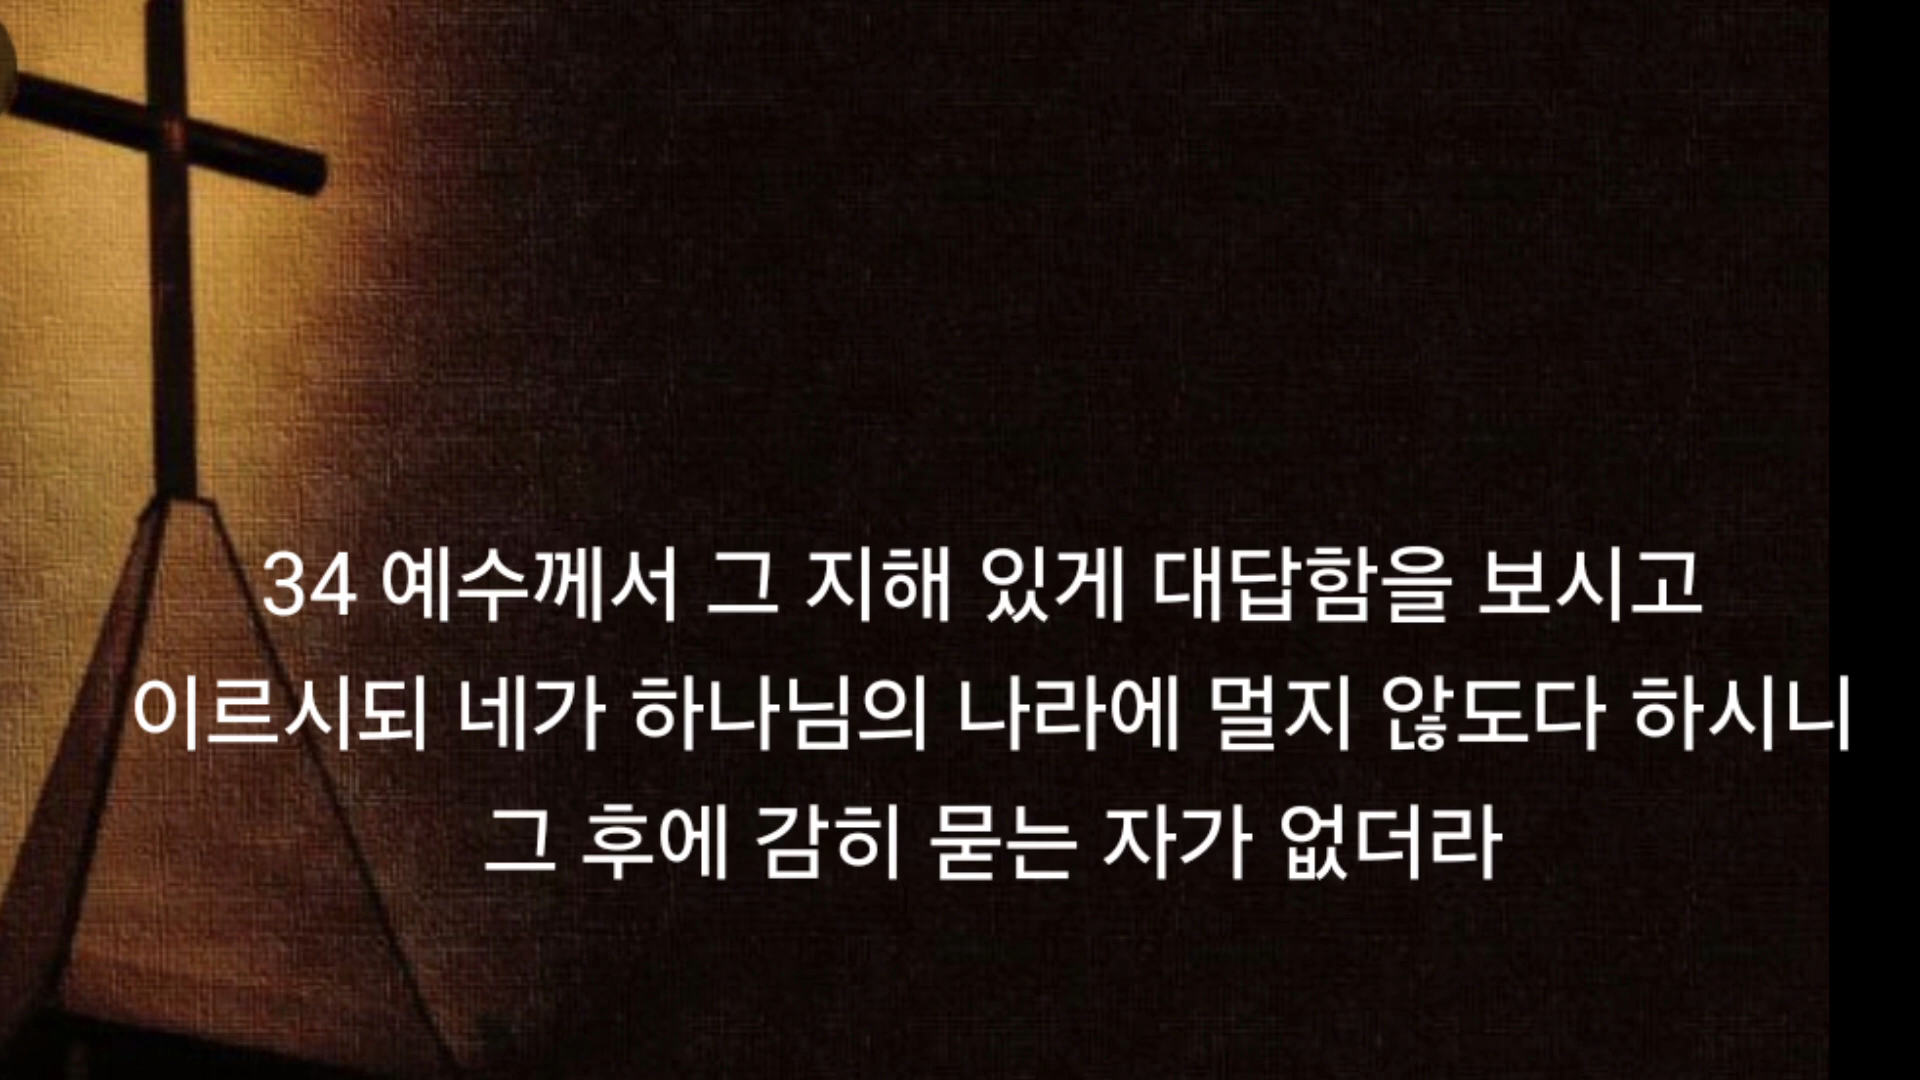 34 예수께서 그 지해 있게 대답함을 보시고
이르시되 네가 하나님의 나라에 멀지 않도다 하시니
그 후에 감히 묻는 자가 없더라